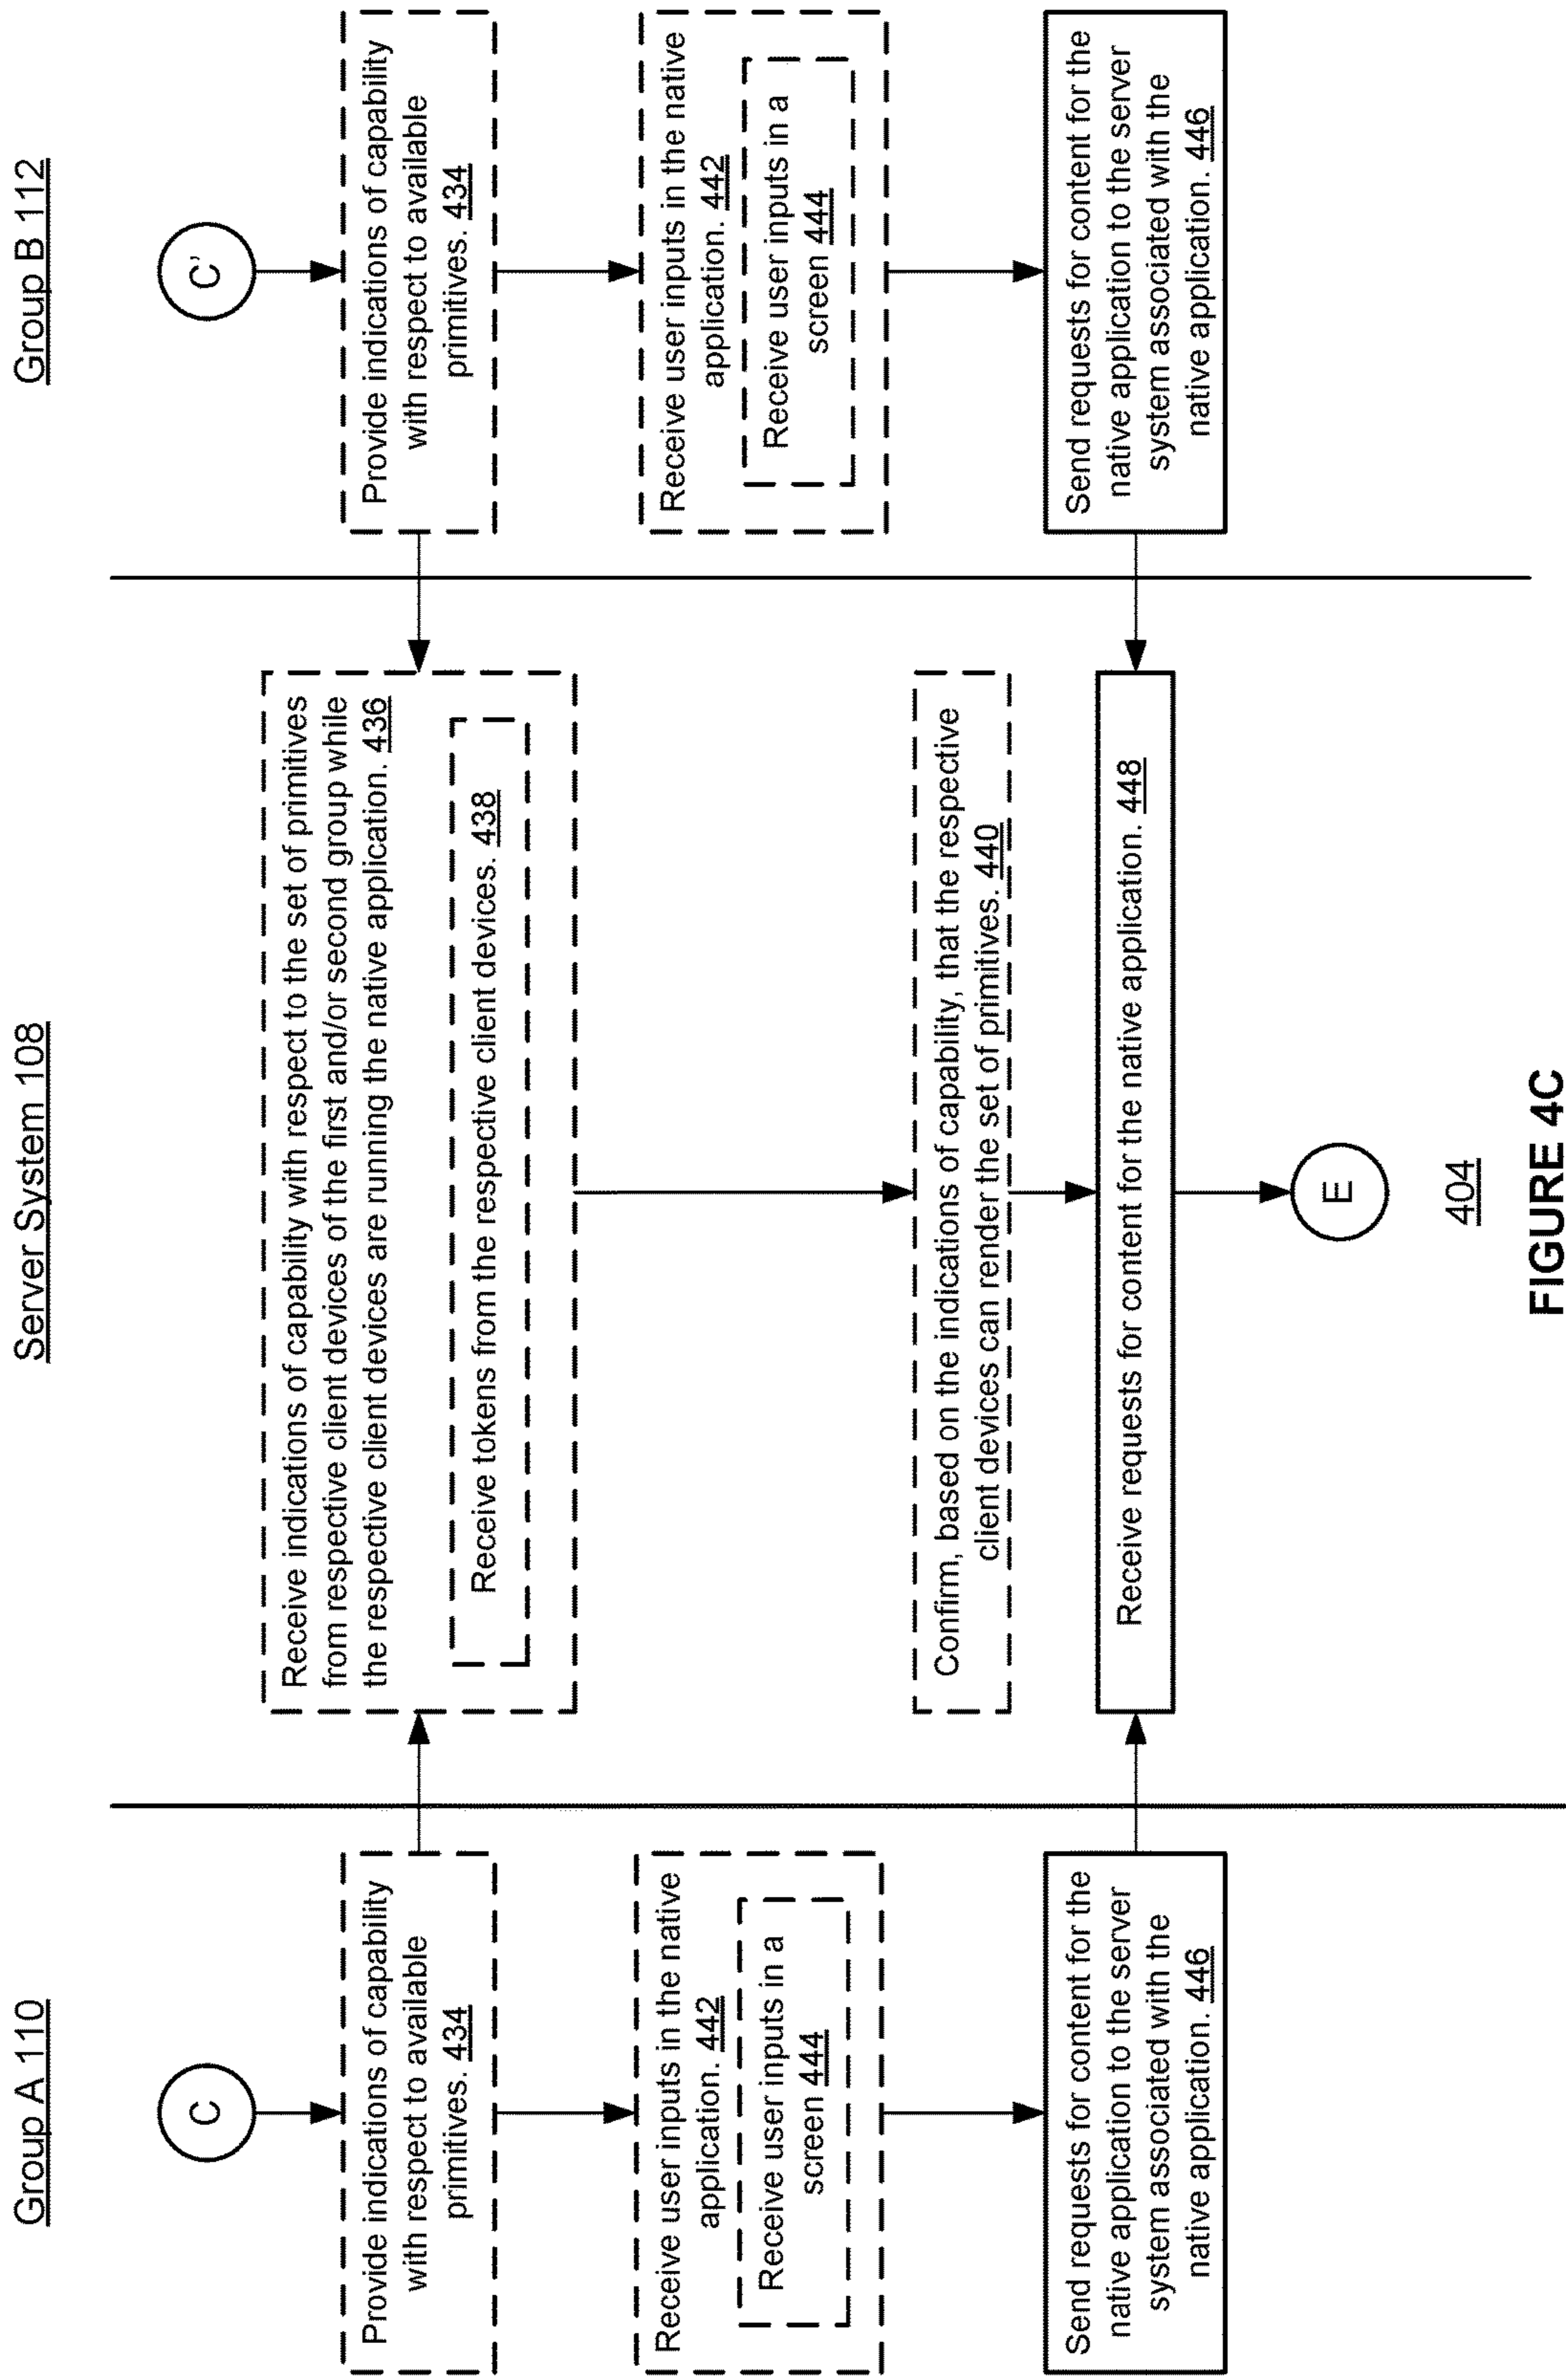 Group A 110
Server System 108
Group B 112
C
C'
Provide indications of capability
with respect to available
primitives. 434
Receive indications of capability with respect to the set of primitives
from respective client devices of the first and/or second group while
the respective client devices are running the native application. 436
Receive tokens from the respective client devices. 438
Provide indications of capability
with respect to available
primitives. 434
Receive user inputs in the native
application. 442
Receive user inputs in a
screen 444
Receive user inputs in the native
application. 442
Receive user inputs in a
screen 444
Confirm, based on the indications of capability, that the respective
client devices can render the set of primitives. 440
Send requests for content for the
native application to the server
system associated with the
native application. 446
Receive requests for content for the native application. 448
Send requests for content for the
native application to the server
system associated with the
native application. 446
E
404
FIGURE 4C